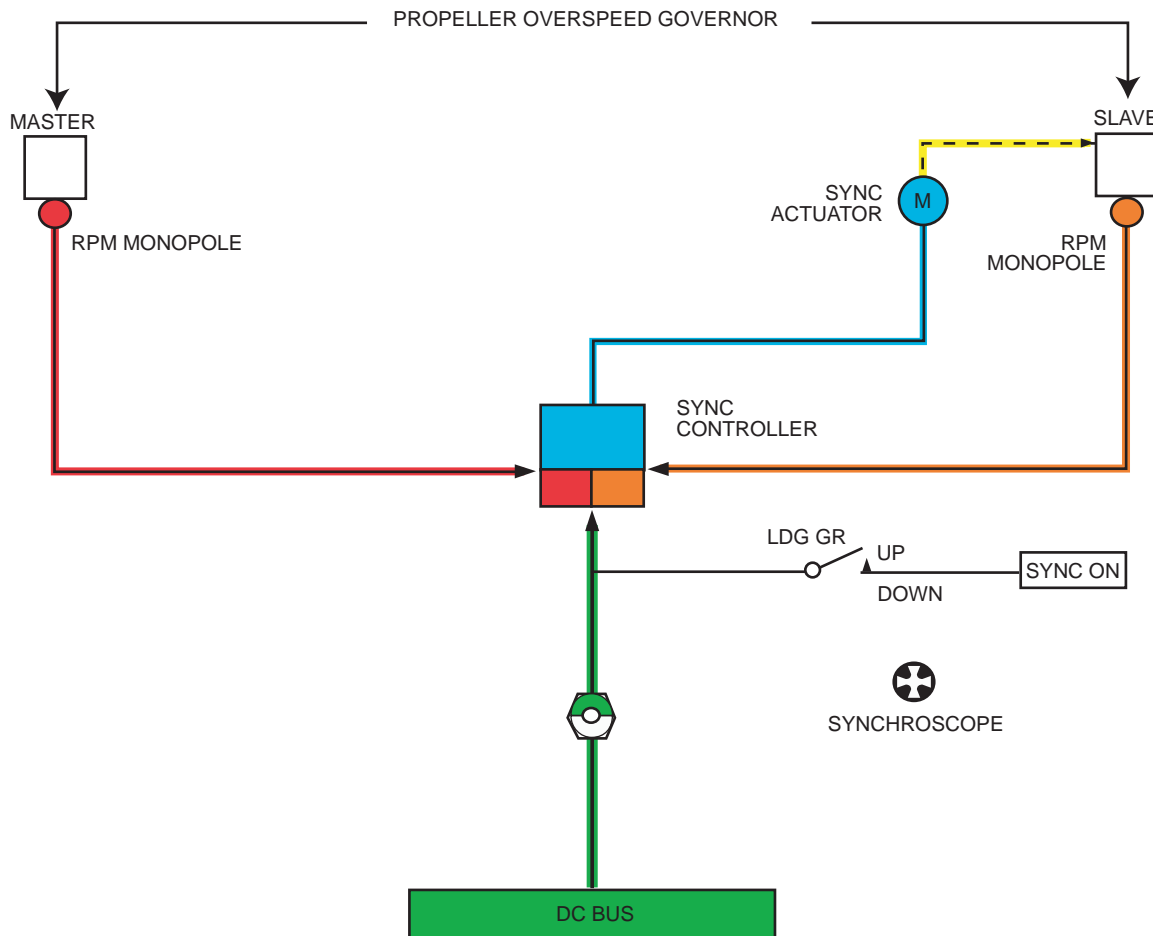 PROPELLER OVERSPEED GOVERNOR
MASTER
SLAVE
SYNC
ACTUATOR
M
RPM MONOPOLE
RPM
MONOPOLE
SYNC
CONTROLLER
LDG GR
UP
DOWN
SYNC ON
SYNCHROSCOPE
DC BUS